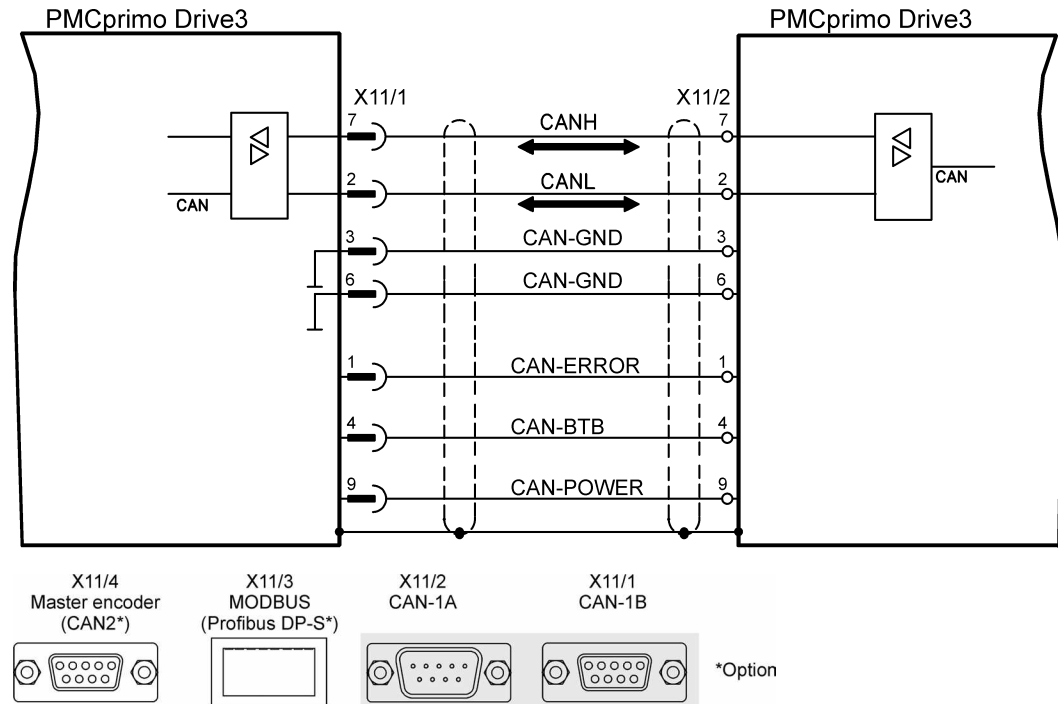 PMCprimo Drive3
PMCprimo Drive3
X11/1
X11/2
7
CANH
7
2
CANL
2
CAN
CAN
3
CAN-GND
3
6
CAN-GND
6
1
CAN-ERROR
1
4
CAN-BTB
4
9
CAN-POWER
9
X11/4
Master encoder
(CAN2*)
X11/3
MODBUS
(Profibus DP-S*)
X11/2
CAN-1A
X11/1
CAN-1B
*Option